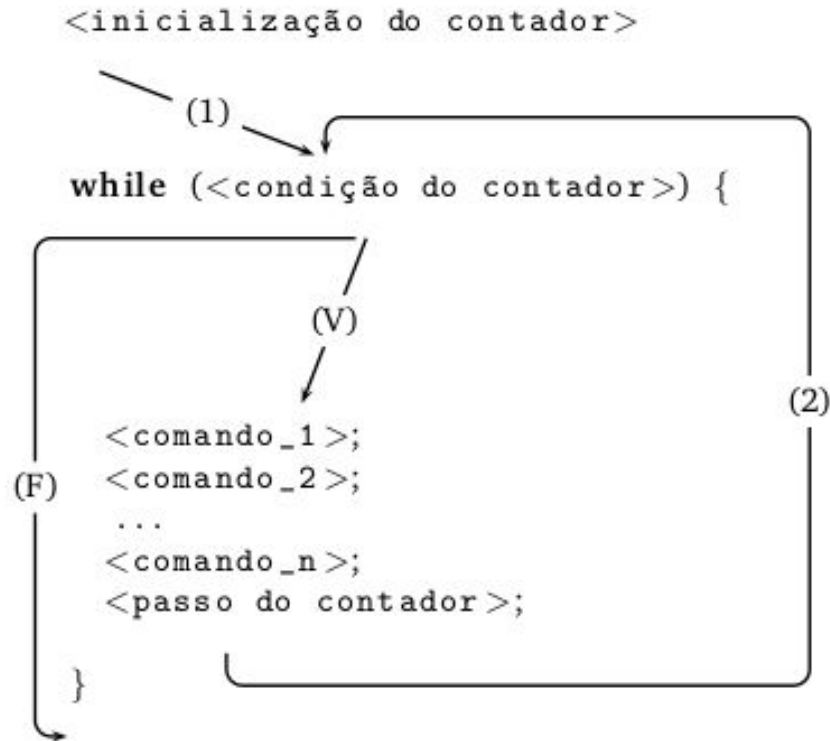 <inicialização do contador>
(1)
while (<condição do contador>) {
(V)
(2)
<comando_1>;
<comando_2>;
(F)
...
<comando_n>;
<passo do contador>;
}